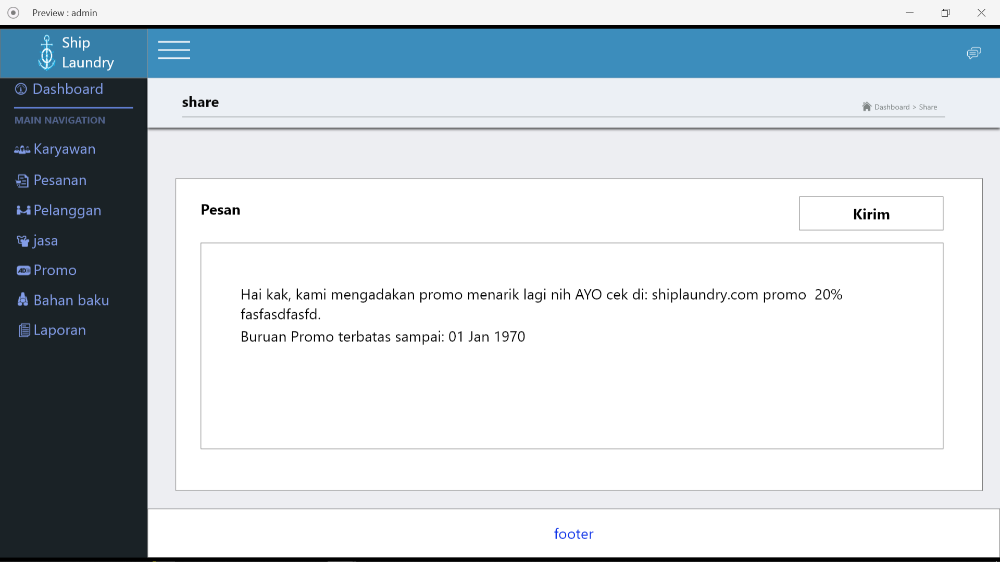 Preview : admin
Ship
Laundry
Dashboard
MAIN NAVIGATION
Karyawan
Pesanan
Pelanggan
jasa
AD
Promo
Bahan baku
Laporan
share
Dashboard > Share
Pesan
Kirim
Hai kak, kami mengadakan promo menarik lagi nih AYO cek di: shiplaundry.com promo  20%
fasfasdfasfd.
Buruan Promo terbatas sampai: 01 Jan 1970
footer